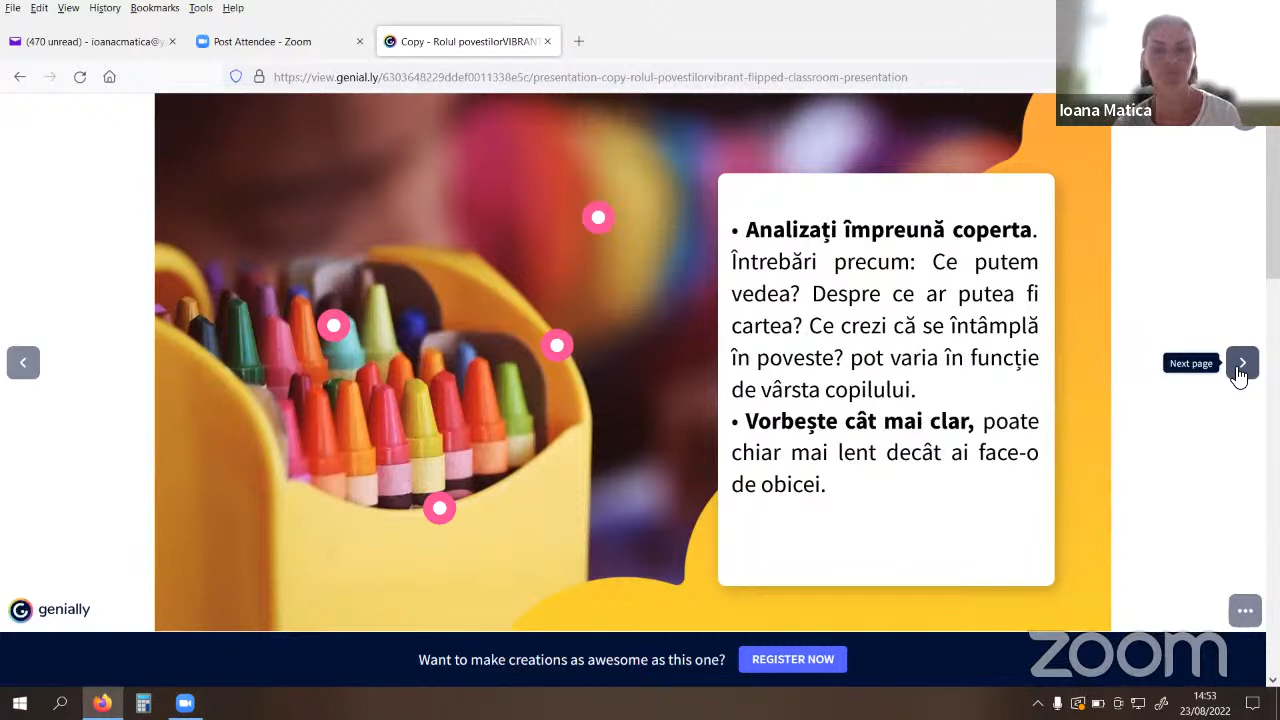 File Edit View History Bookmarks Tools Help
(470 unread) - ioanacmatica@y
Post Attendee - Zoom
Copy - Rolul povestilorVIBRANT
https://view.genial.ly/6303648229ddef0011338e5c/presentation-copy-rolul-povestilorvibrant-flipped-classroom-presentation
Ioana Matica
• Analizați împreună coperta.
Întrebări precum: Ce putem
vedea? Despre ce ar putea fi
cartea? Ce crezi că se întâmplă
în poveste? pot varia în funcție
de vârsta copilului.
• Vorbește cât mai clar, poate
chiar mai lent decât ai face-o
de obicei.
Next page
genially
Want to make creations as awesome as this one?
REGISTER NOW
zoom
14:53
23/08/2022